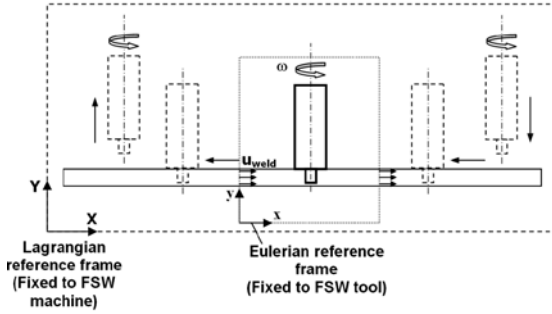 ω
u_weld
Y
y
X
x
Lagrangian
reference frame
(Fixed to FSW
machine)
Eulerian reference
frame
(Fixed to FSW tool)